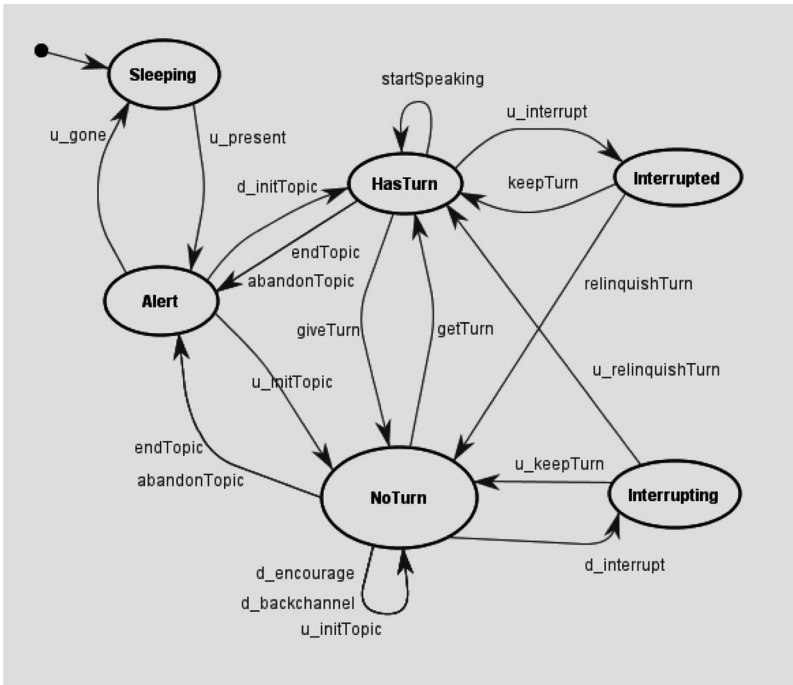 Sleeping
startSpeaking
u_interrupt
u_gone
u_present
d_initTopic
HasTurn
keepTurn
Interrupted
endTopic
abandonTopic
relinquishTurn
Alert
giveTurn
getTurn
u_relinquishTurn
u_initTopic
endTopic
abandonTopic
u_keepTurn
NoTurn
Interrupting
d_encourage
d_interrupt
d_backchannel
u_initTopic